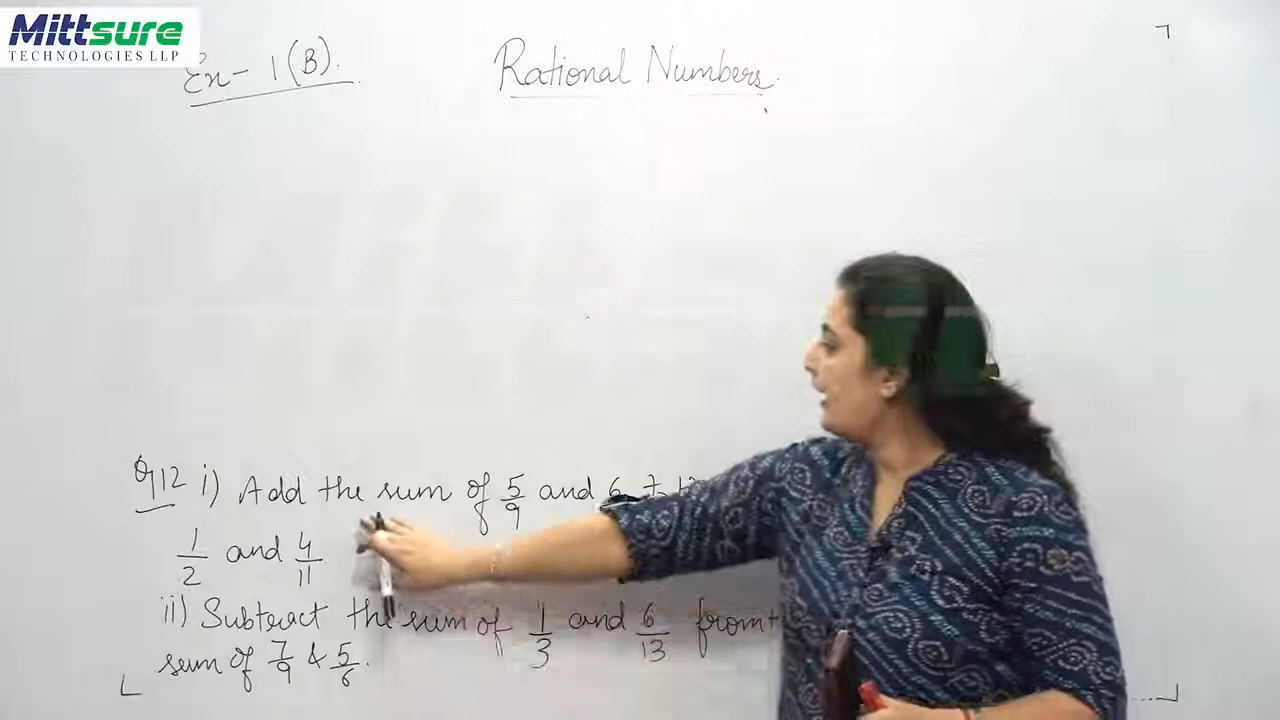 Mittsure
TECHNOLOGIES LLP
Ex- 1(B).
Rational Numbers.
Q12 i) Add the sum of 5/9 and
1/2 and 4/11
ii) Subtract the sum of 1/3 and 6/13 from
sum of 7/9 & 5/6.